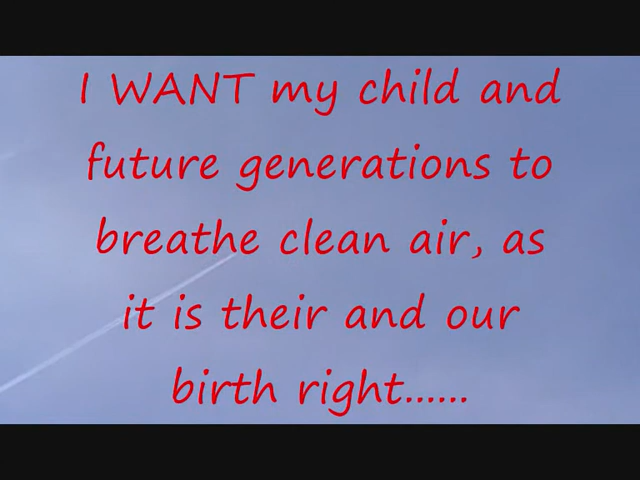 I WANT my child and
future generations to
breathe clean air, as
it is their and our
birth right......